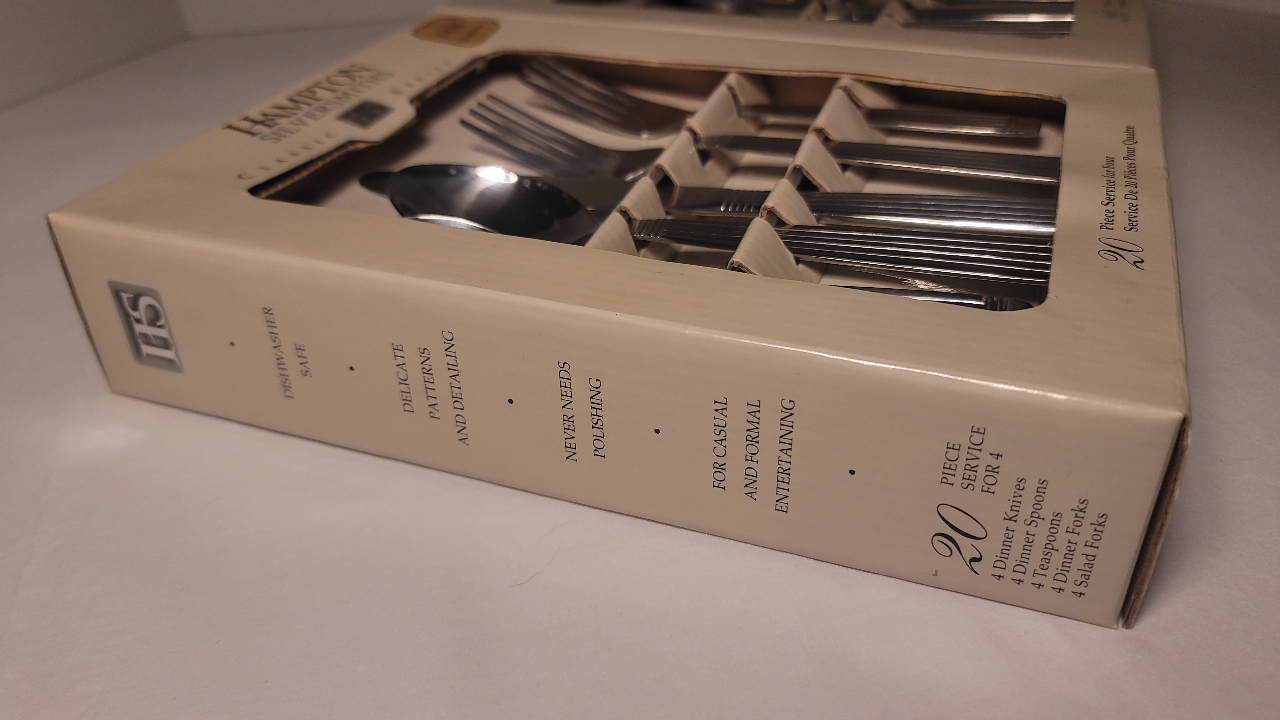 HAMPTON
SILVERSMITHS
CLASSIC
20 Piece Service for Four
Service De 20 Pièces Pour Quatre
HS
DISHWASHER
SAFE
DELICATE
PATTERNS
AND DETAILING
NEVER NEEDS
POLISHING
FOR CASUAL
AND FORMAL
ENTERTAINING
20 PIECE
SERVICE
FOR 4
4 Dinner Knives
4 Dinner Spoons
4 Teaspoons
4 Dinner Forks
4 Salad Forks